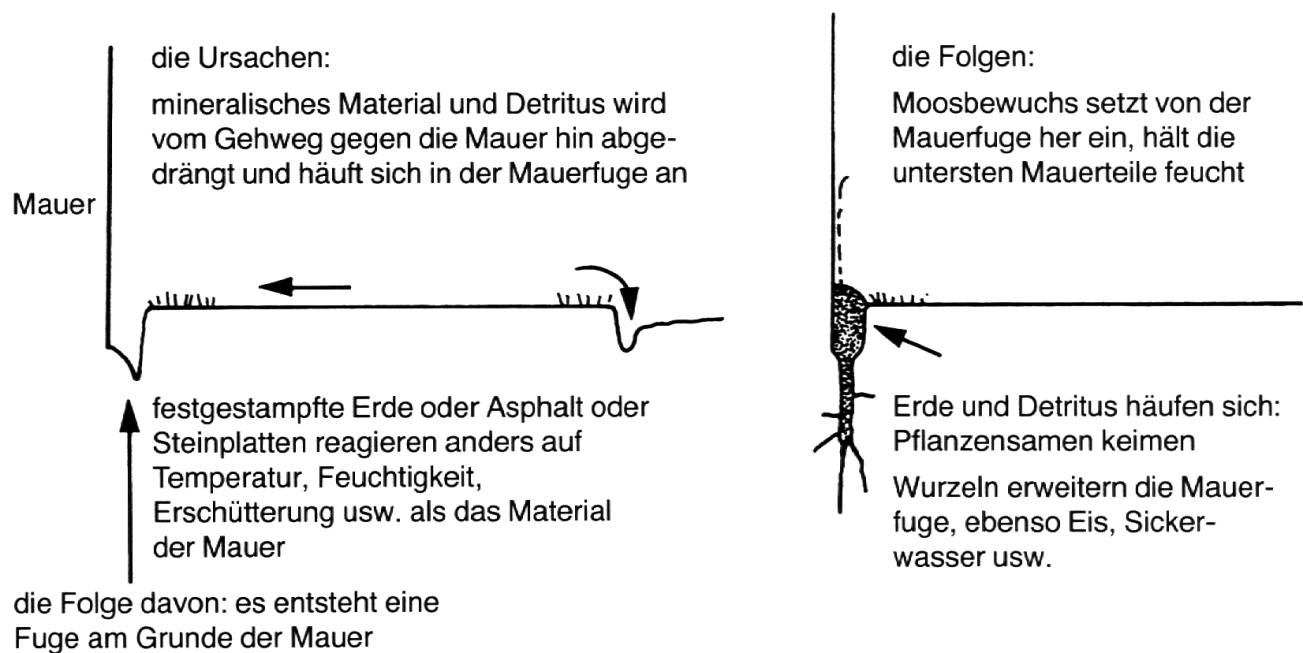 die Ursachen:
mineralisches Material und Detritus wird
vom Gehweg gegen die Mauer hin abge-
drängt und häuft sich in der Mauerfuge an
Mauer
festgestampfte Erde oder Asphalt oder
Steinplatten reagieren anders auf
Temperatur, Feuchtigkeit,
Erschütterung usw. als das Material
der Mauer
die Folge davon: es entsteht eine
Fuge am Grunde der Mauer
die Folgen:
Moosbewuchs setzt von der
Mauerfuge her ein, hält die
untersten Mauerteile feucht
Erde und Detritus häufen sich:
Pflanzensamen keimen
Wurzeln erweitern die Mauer-
fuge, ebenso Eis, Sicker-
wasser usw.